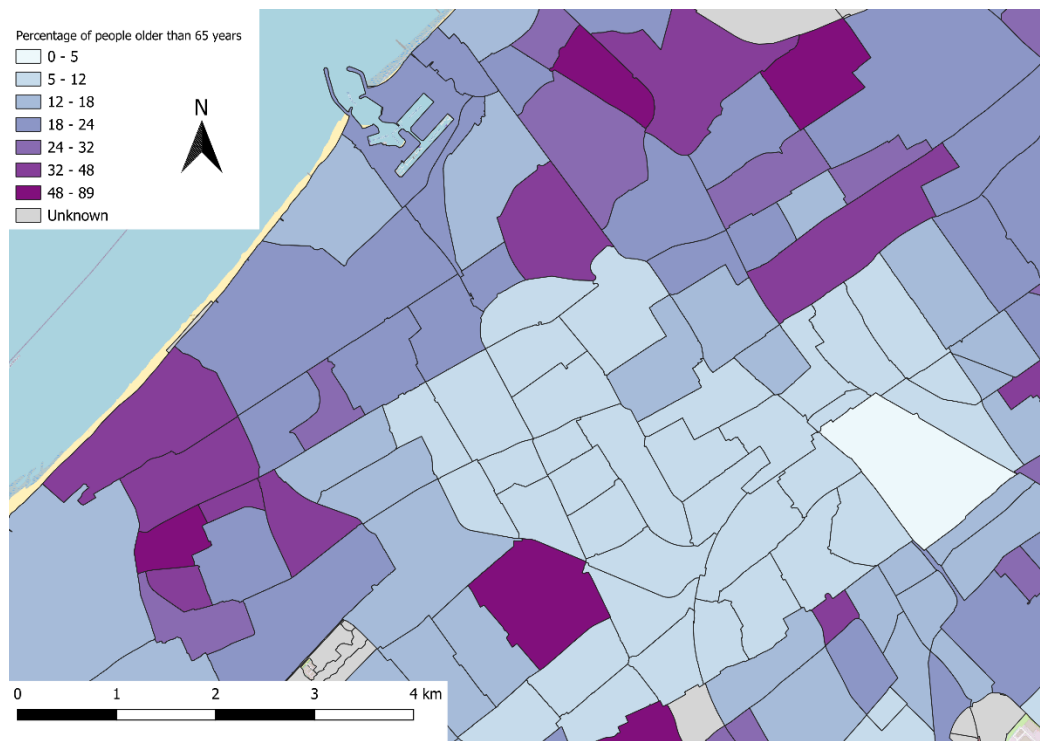 Percentage of people older than 65 years
0 - 5
5 - 12
12 - 18
18 - 24
24 - 32
32 - 48
48 - 89
Unknown
N
0 1 2 3 4 km